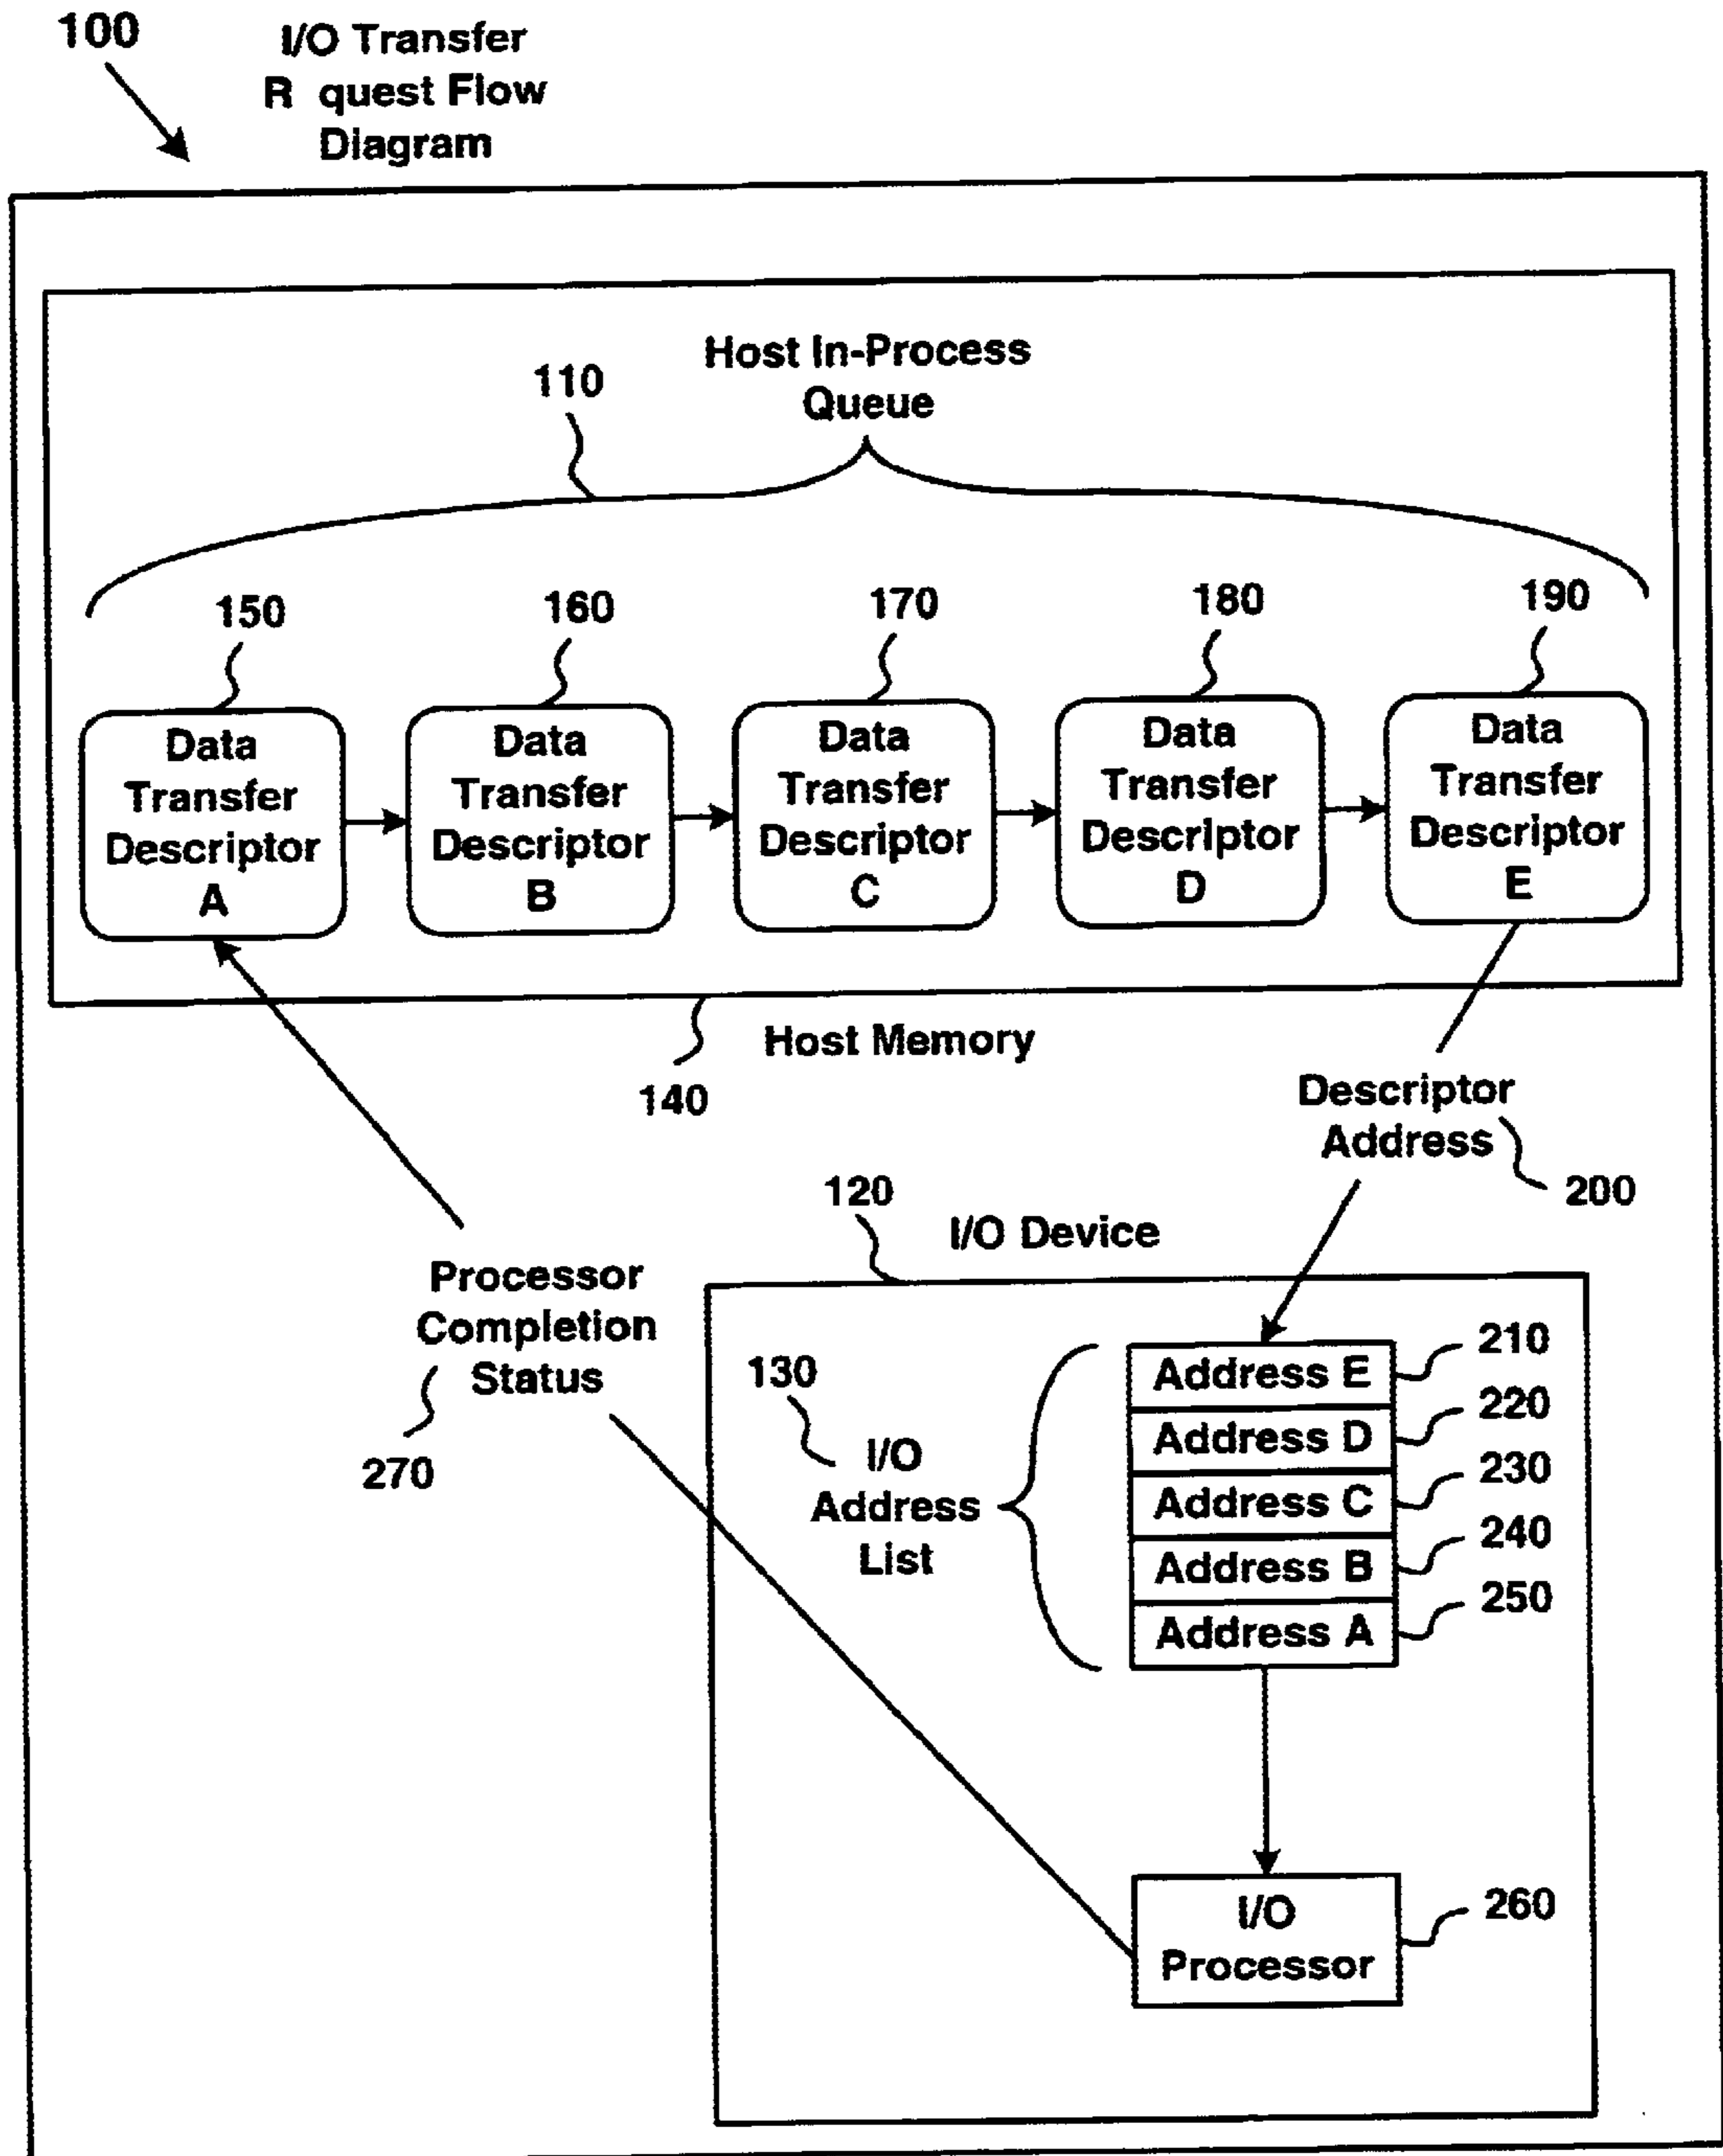 100
I/O Transfer
R quest Flow
Diagram
Host In-Process
Queue
110
150
160
170
180
190
Data
Transfer
Descriptor
A
Data
Transfer
Descriptor
B
Data
Transfer
Descriptor
C
Data
Transfer
Descriptor
D
Data
Transfer
Descriptor
E
Host Memory
140
Descriptor
Address
200
120
I/O Device
Processor
Completion
Status
270
130
I/O
Address
List
Address E
210
Address D
220
Address C
230
Address B
240
Address A
250
I/O
Processor
260